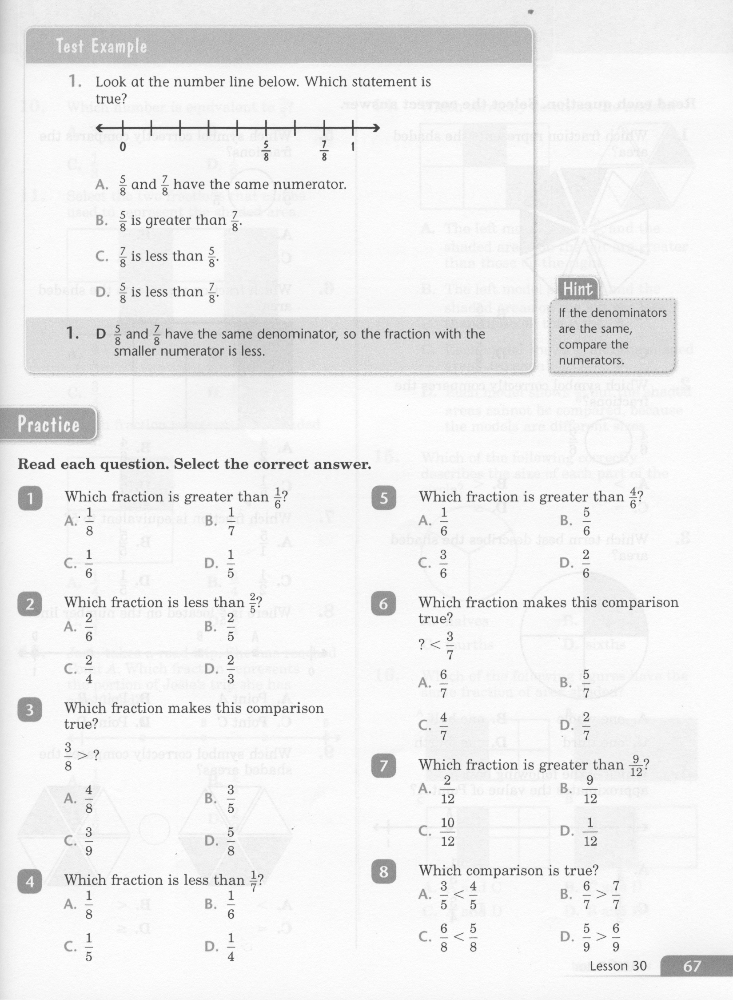 Test Example
1. Look at the number line below. Which statement is
true?
0 5/8 7/8 1
A. 5/8 and 7/8 have the same numerator.
B. 5/8 is greater than 7/8.
C. 7/8 is less than 5/8.
D. 5/8 is less than 7/8.
1. D 5/8 and 7/8 have the same denominator, so the fraction with the
smaller numerator is less.
Hint
If the denominators
are the same,
compare the
numerators.
Practice
Read each question. Select the correct answer.
1 Which fraction is greater than 1/6?
A. 1/8 B. 1/7
C. 1/6 D. 1/5
2 Which fraction is less than 2/5?
A. 2/6 B. 2/5
C. 2/4 D. 2/3
3 Which fraction makes this comparison
true?
3/8 > ?
A. 4/8 B. 3/5
C. 3/9 D. 5/8
4 Which fraction is less than 1/7?
A. 1/8 B. 1/6
C. 1/5 D. 1/4
5 Which fraction is greater than 4/6?
A. 1/6 B. 5/6
C. 3/6 D. 2/6
6 Which fraction makes this comparison
true?
? < 3/7
A. 6/7 B. 5/7
C. 4/7 D. 2/7
7 Which fraction is greater than 9/12?
A. 2/12 B. 9/12
C. 10/12 D. 1/12
8 Which comparison is true?
A. 3/5 < 4/5 B. 6/7 > 7/7
C. 6/8 < 5/8 D. 5/9 > 6/9
Lesson 30 67